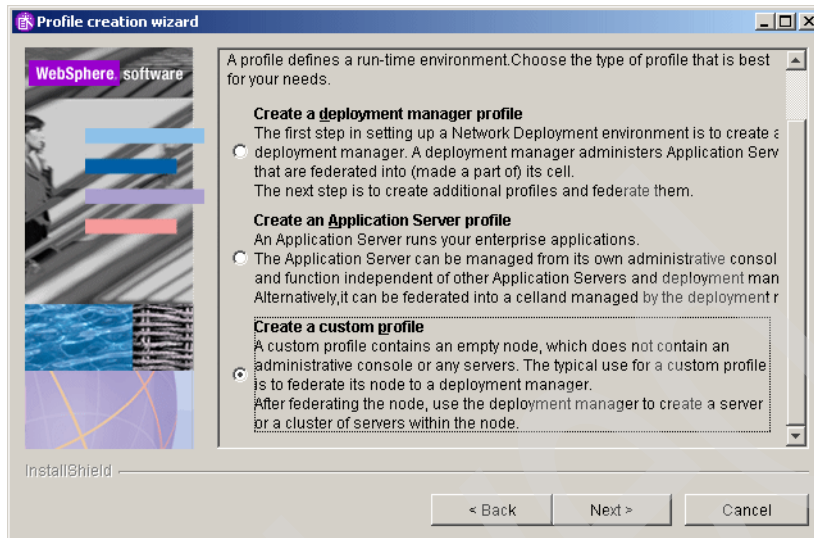 Profile creation wizard
WebSphere. software
A profile defines a run-time environment.Choose the type of profile that is best
for your needs.
Create a deployment manager profile
The first step in setting up a Network Deployment environment is to create a
deployment manager. A deployment manager administers Application Serv
that are federated into (made a part of) its cell.
The next step is to create additional profiles and federate them.
Create an Application Server profile
An Application Server runs your enterprise applications.
The Application Server can be managed from its own administrative consol
and function independent of other Application Servers and deployment man
Alternatively,it can be federated into a celland managed by the deployment r
Create a custom profile
A custom profile contains an empty node, which does not contain an
administrative console or any servers. The typical use for a custom profile
is to federate its node to a deployment manager.
After federating the node, use the deployment manager to create a server
or a cluster of servers within the node.
InstallShield
< Back Next > Cancel